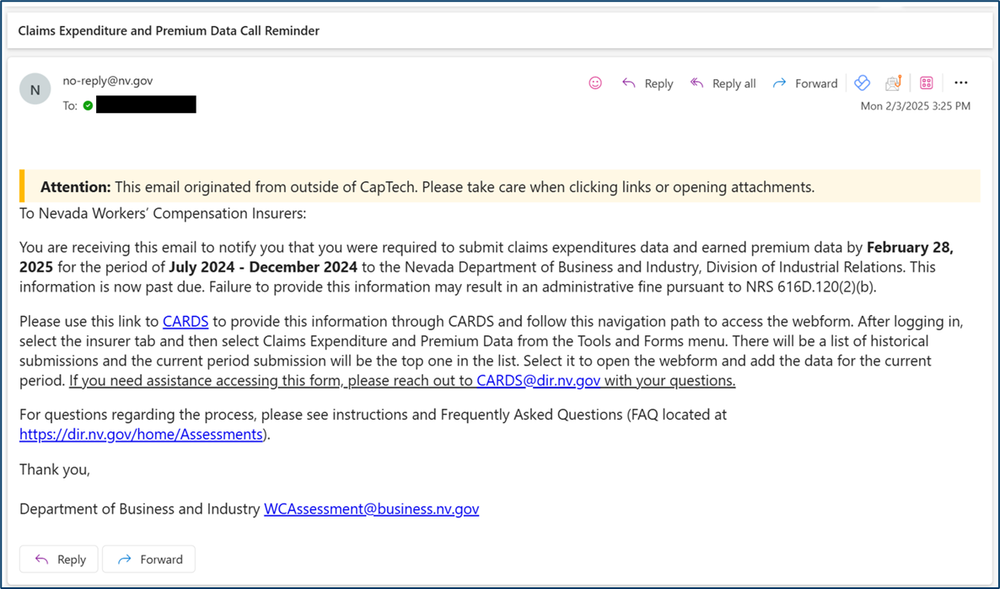 Claims Expenditure and Premium Data Call Reminder
N
no-reply@nv.gov
Reply
Reply all
Forward
To:
Mon 2/3/2025 3:25 PM
Attention: This email originated from outside of CapTech. Please take care when clicking links or opening attachments.
To Nevada Workers’ Compensation Insurers:
You are receiving this email to notify you that you were required to submit claims expenditures data and earned premium data by February 28,
2025 for the period of July 2024 - December 2024 to the Nevada Department of Business and Industry, Division of Industrial Relations. This
information is now past due. Failure to provide this information may result in an administrative fine pursuant to NRS 616D.120(2)(b).
Please use this link to CARDS to provide this information through CARDS and follow this navigation path to access the webform. After logging in,
select the insurer tab and then select Claims Expenditure and Premium Data from the Tools and Forms menu. There will be a list of historical
submissions and the current period submission will be the top one in the list. Select it to open the webform and add the data for the current
period. If you need assistance accessing this form, please reach out to CARDS@dir.nv.gov with your questions.
For questions regarding the process, please see instructions and Frequently Asked Questions (FAQ located at
https://dir.nv.gov/home/Assessments).
Thank you,
Department of Business and Industry WCAssessment@business.nv.gov
Reply
Forward